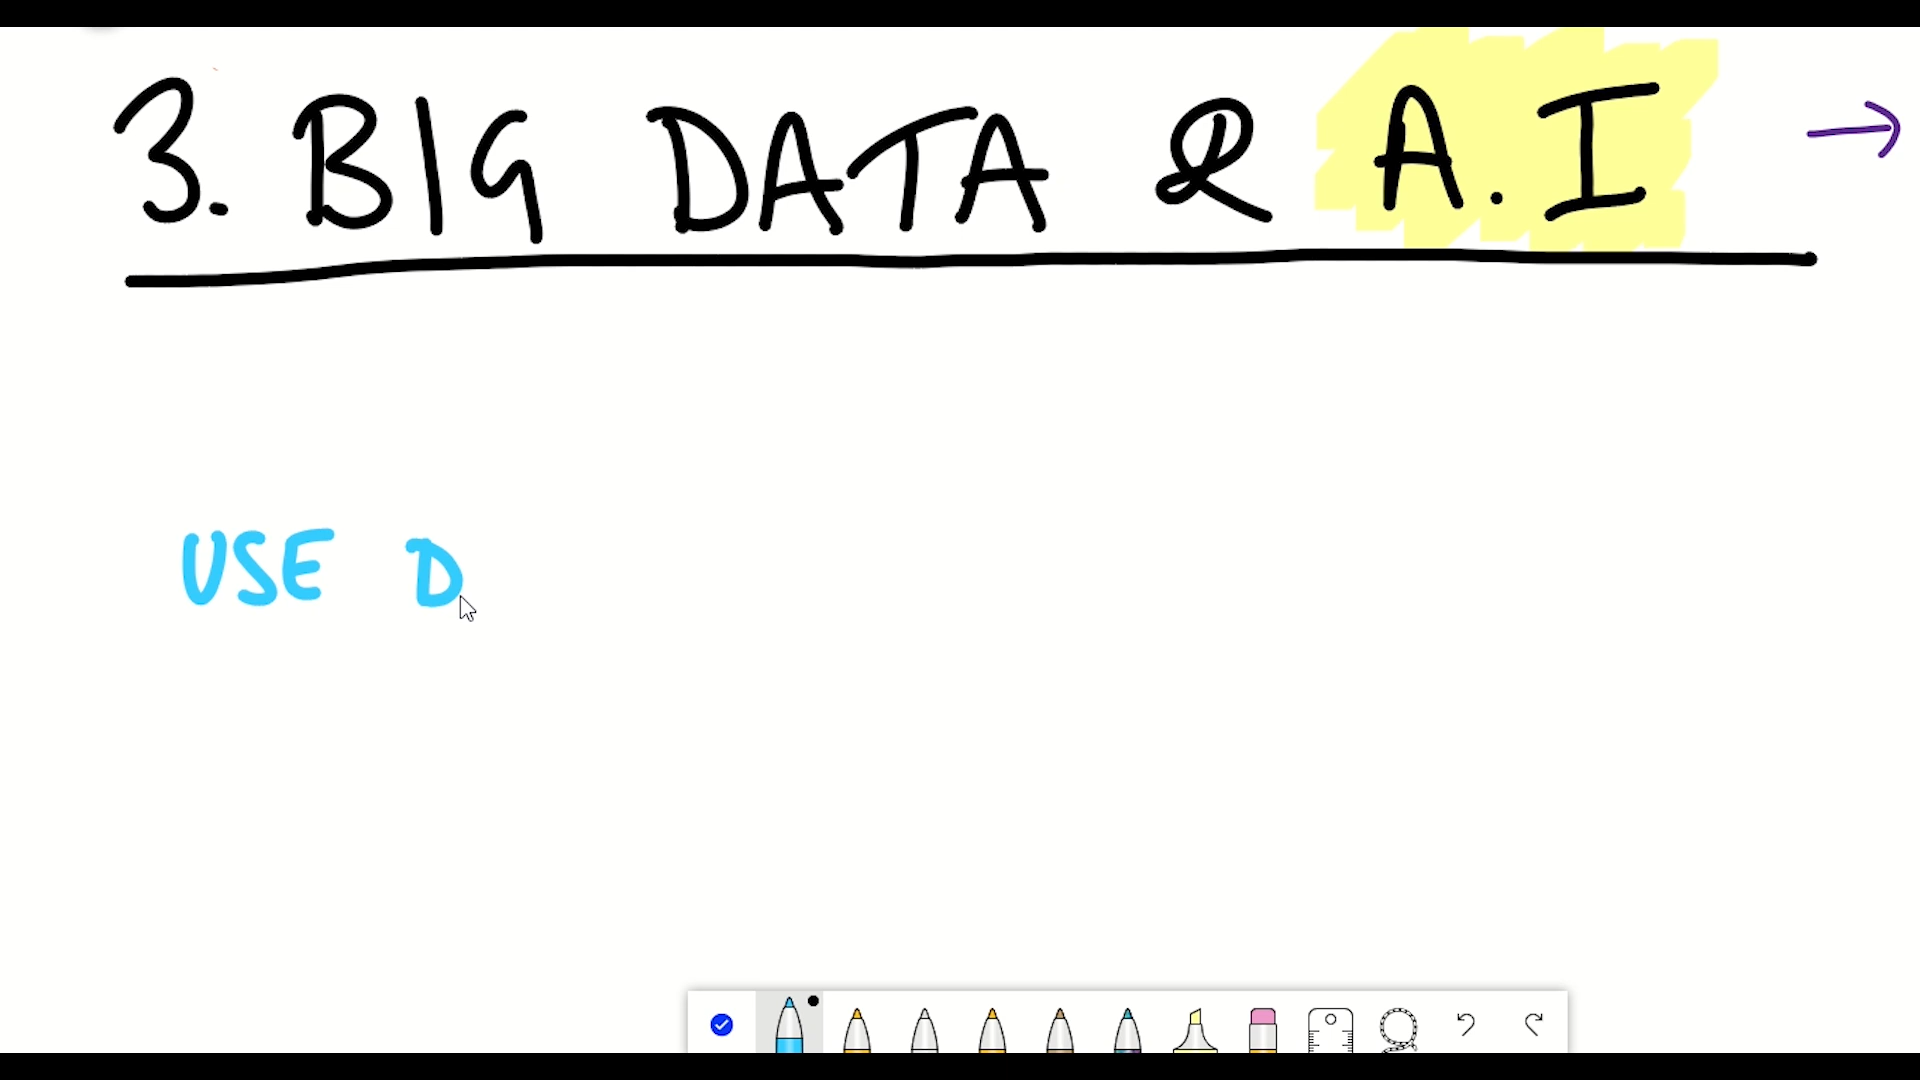 3. BIG DATA & A.I →
USE D